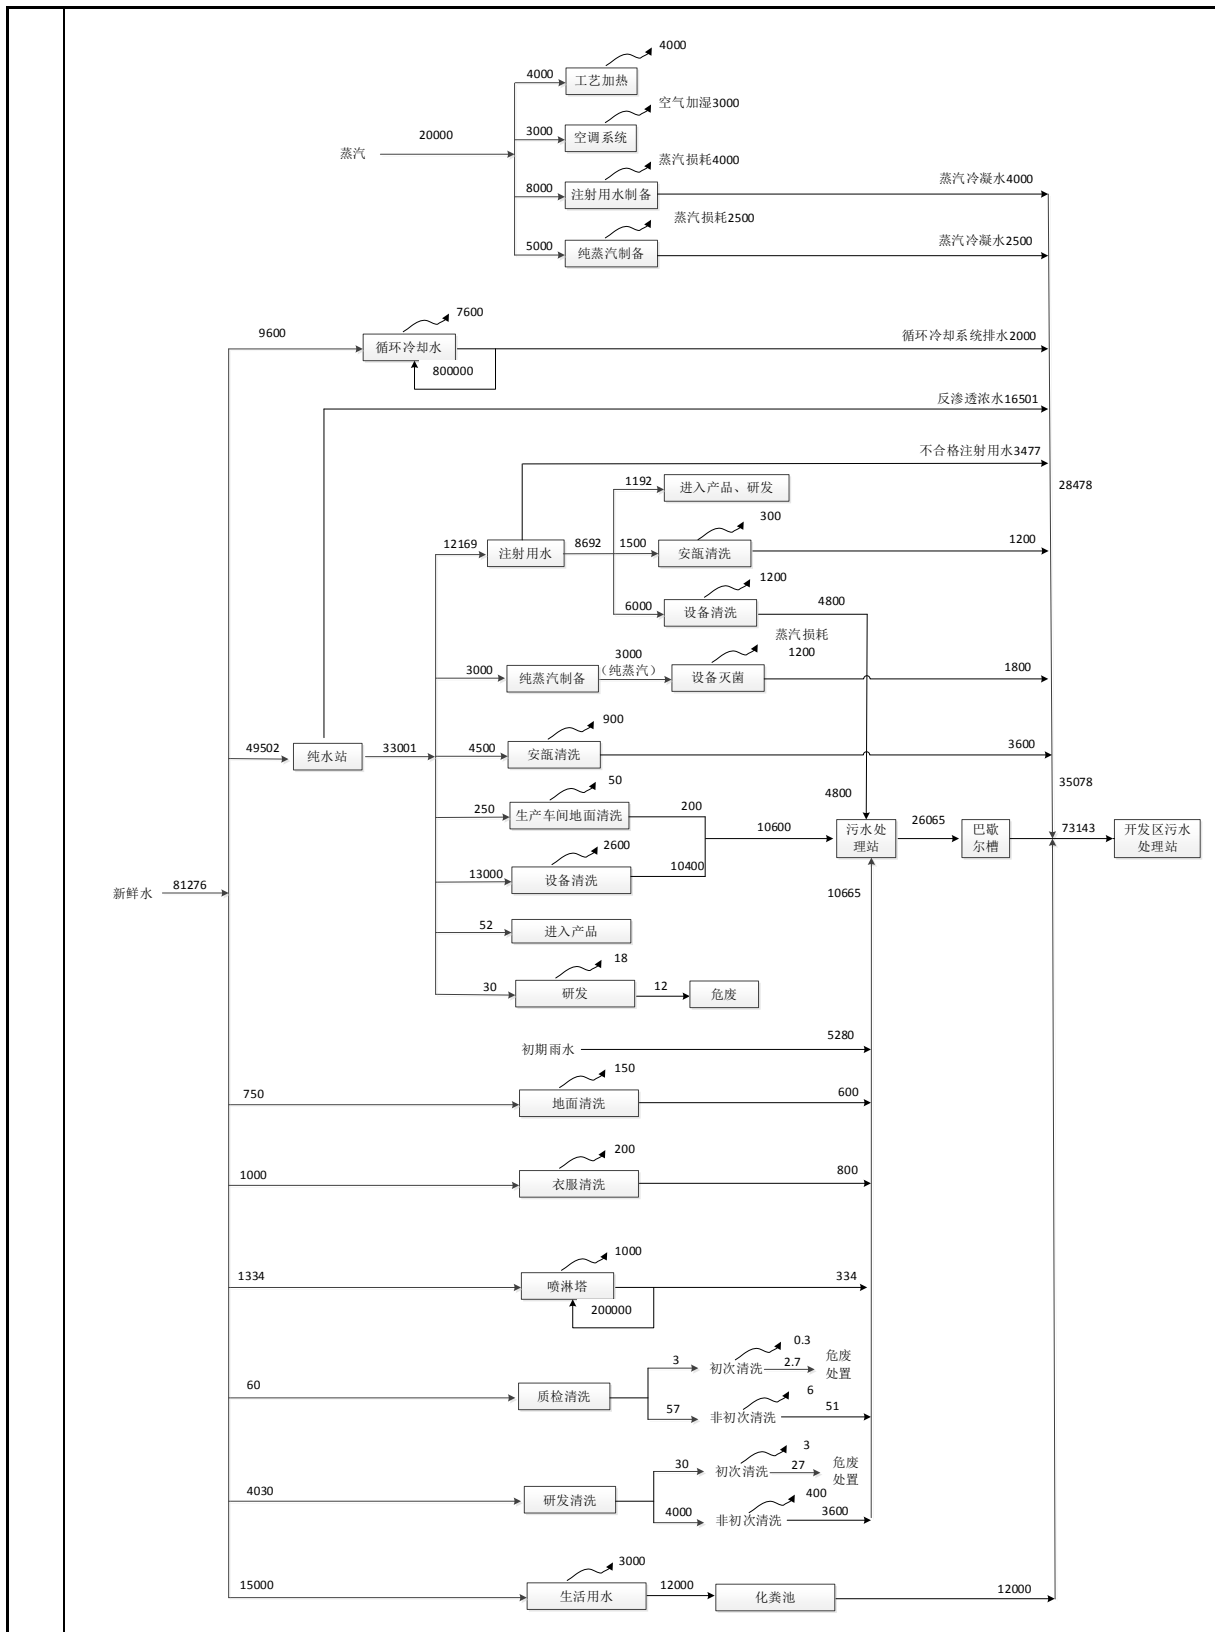 4000
4000
工艺加热
空气加湿3000
20000
3000
空调系统
蒸汽
蒸汽损耗4000
蒸汽冷凝水4000
8000
注射用水制备
蒸汽损耗2500
蒸汽冷凝水2500
5000
纯蒸汽制备
7600
9600
循环冷却水
循环冷却系统排水2000
800000
反渗透浓水16501
不合格注射用水3477
1192
进入产品、研发
28478
300
12169
注射用水
8692
1500
安瓿清洗
1200
1200
6000
设备清洗
4800
蒸汽损耗
1200
3000
纯蒸汽制备
3000
（纯蒸汽）
设备灭菌
1800
900
49502
纯水站
33001
4500
安瓿清洗
3600
50
35078
250
生产车间地面清洗
200
4800
2600
10600
污水处
理站
26065
巴歇
尔槽
73143
开发区污水
处理站
13000
设备清洗
10400
新鲜水
81276
10665
52
进入产品
18
30
研发
12
危废
初期雨水
5280
150
750
地面清洗
600
200
1000
衣服清洗
800
1000
1334
喷淋塔
334
200000
0.3
3
初次清洗
2.7
危废
处置
60
质检清洗
6
57
非初次清洗
51
3
30
初次清洗
27
危废
处置
4030
研发清洗
400
4000
非初次清洗
3600
3000
15000
生活用水
12000
化粪池
12000